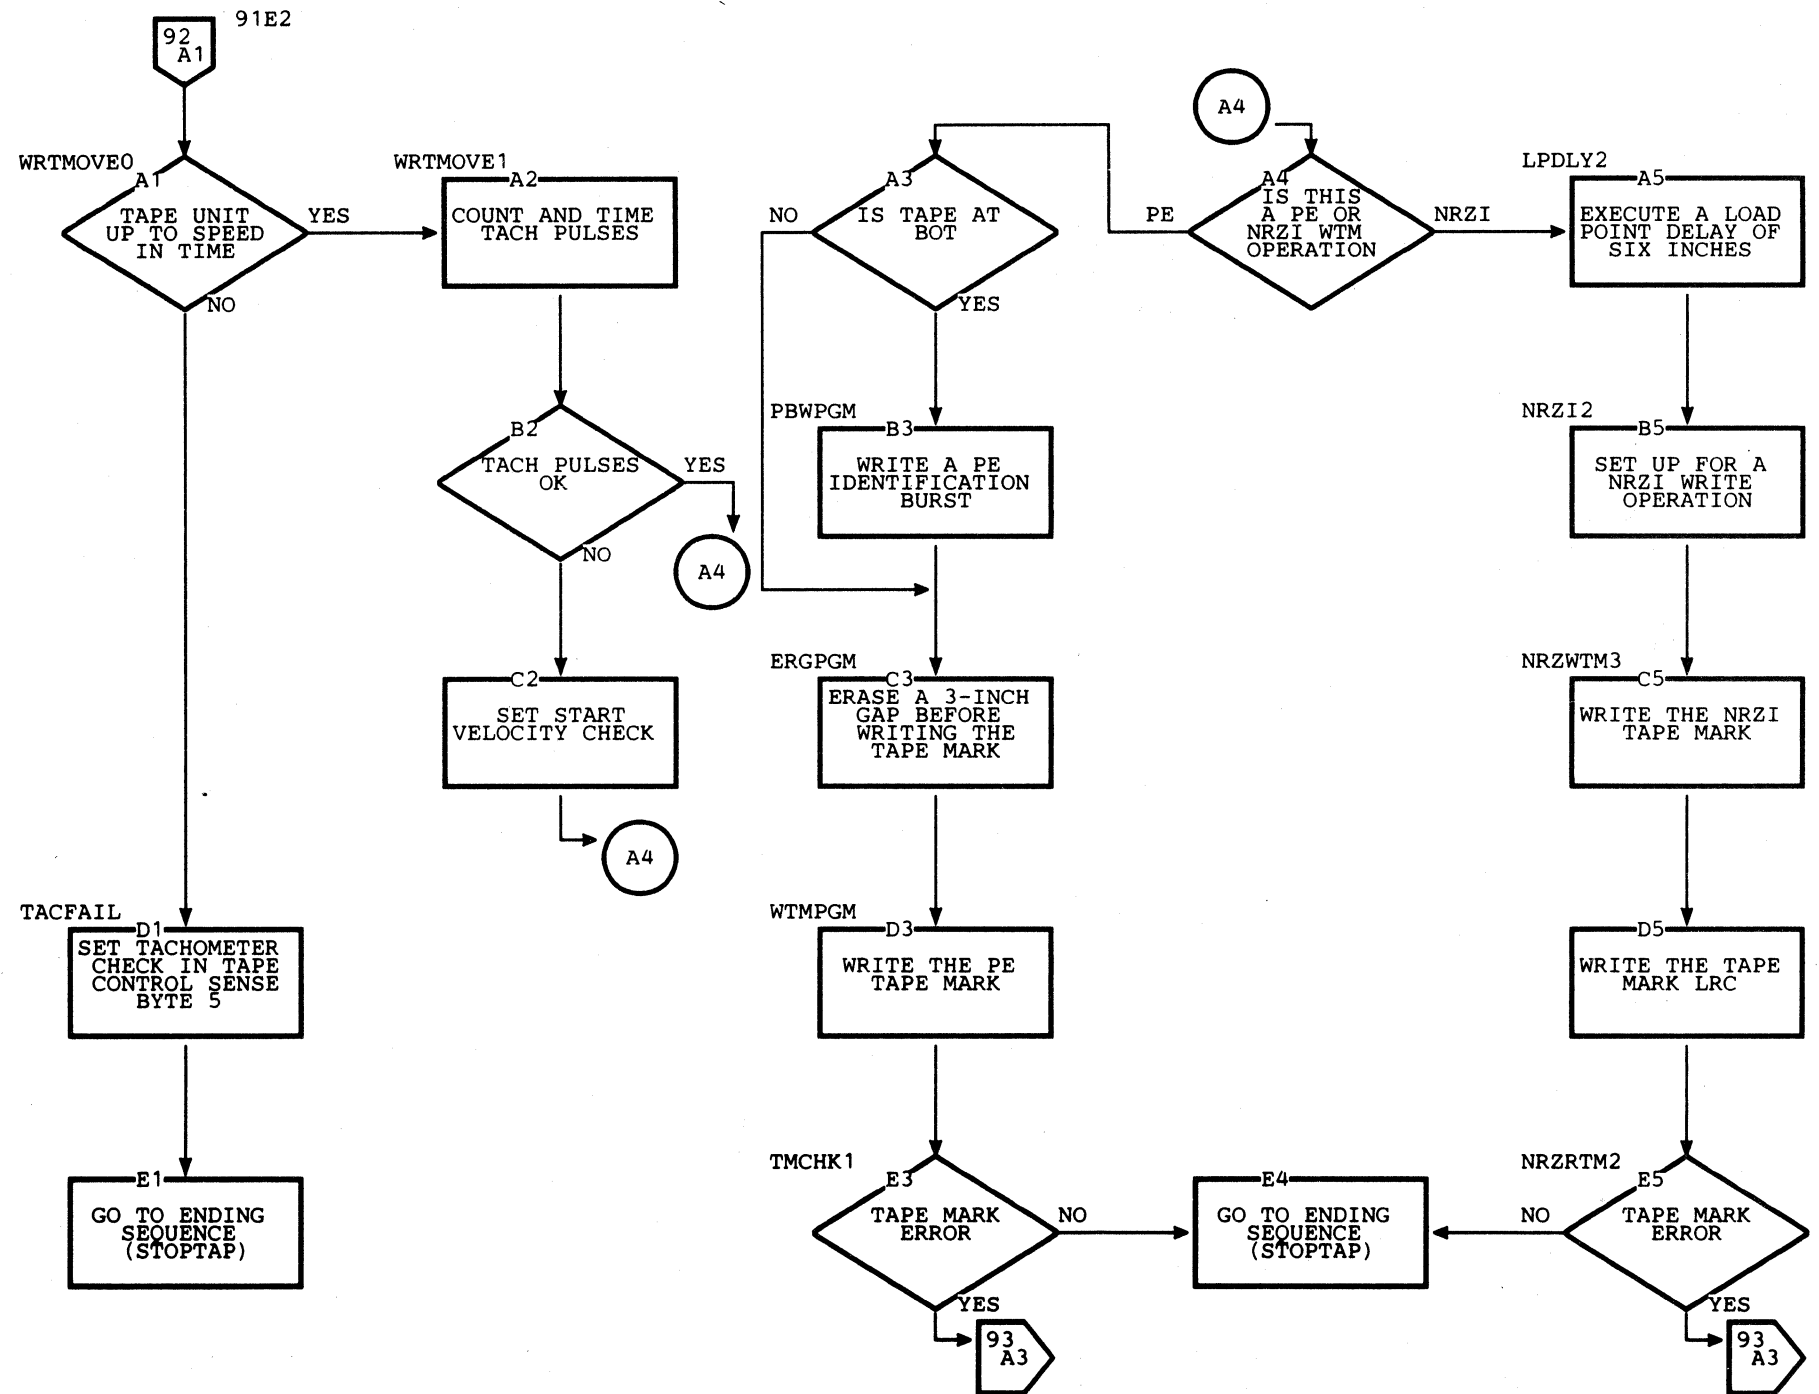 91E2
92
A1
WRTMOVE0
A1
TAPE UNIT
UP TO SPEED
IN TIME
YES
NO
TACFAIL
D1
SET TACHOMETER
CHECK IN TAPE
CONTROL SENSE
BYTE 5
E1
GO TO ENDING
SEQUENCE
(STOPTAP)
WRTMOVE1
A2
COUNT AND TIME
TACH PULSES
B2
TACH PULSES
OK
YES
A4
NO
C2
SET START
VELOCITY CHECK
A4
A3
IS TAPE AT
BOT
NO
YES
PBWPGM
B3
WRITE A PE
IDENTIFICATION
BURST
ERGPGM
C3
ERASE A 3-INCH
GAP BEFORE
WRITING THE
TAPE MARK
WTMPGM
D3
WRITE THE PE
TAPE MARK
TMCHK1
E3
TAPE MARK
ERROR
NO
YES
93
A3
A4
A4
IS THIS
A PE OR
NRZI WTM
OPERATION
PE
NRZI
E4
GO TO ENDING
SEQUENCE
(STOPTAP)
LPDLY2
A5
EXECUTE A LOAD
POINT DELAY OF
SIX INCHES
NRZI2
B5
SET UP FOR A
NRZI WRITE
OPERATION
NRZWTM3
C5
WRITE THE NRZI
TAPE MARK
D5
WRITE THE TAPE
MARK LRC
NRZRTM2
E5
TAPE MARK
ERROR
NO
YES
93
A3